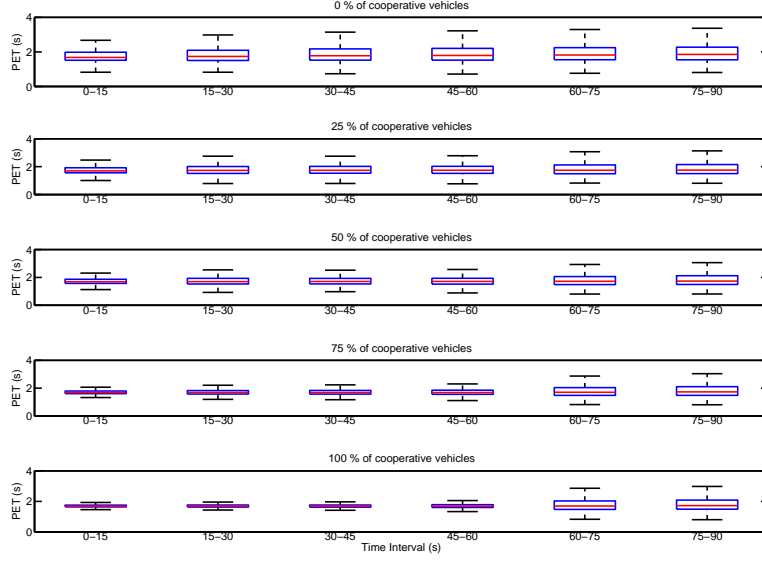 0 % of cooperative vehicles
PET (s)
4
2
0
0−15 15−30 30−45 45−60 60−75 75−90
25 % of cooperative vehicles
PET (s)
4
2
0
0−15 15−30 30−45 45−60 60−75 75−90
50 % of cooperative vehicles
PET (s)
4
2
0
0−15 15−30 30−45 45−60 60−75 75−90
75 % of cooperative vehicles
PET (s)
4
2
0
0−15 15−30 30−45 45−60 60−75 75−90
100 % of cooperative vehicles
PET (s)
4
2
0
0−15 15−30 30−45 45−60 60−75 75−90
Time Interval (s)